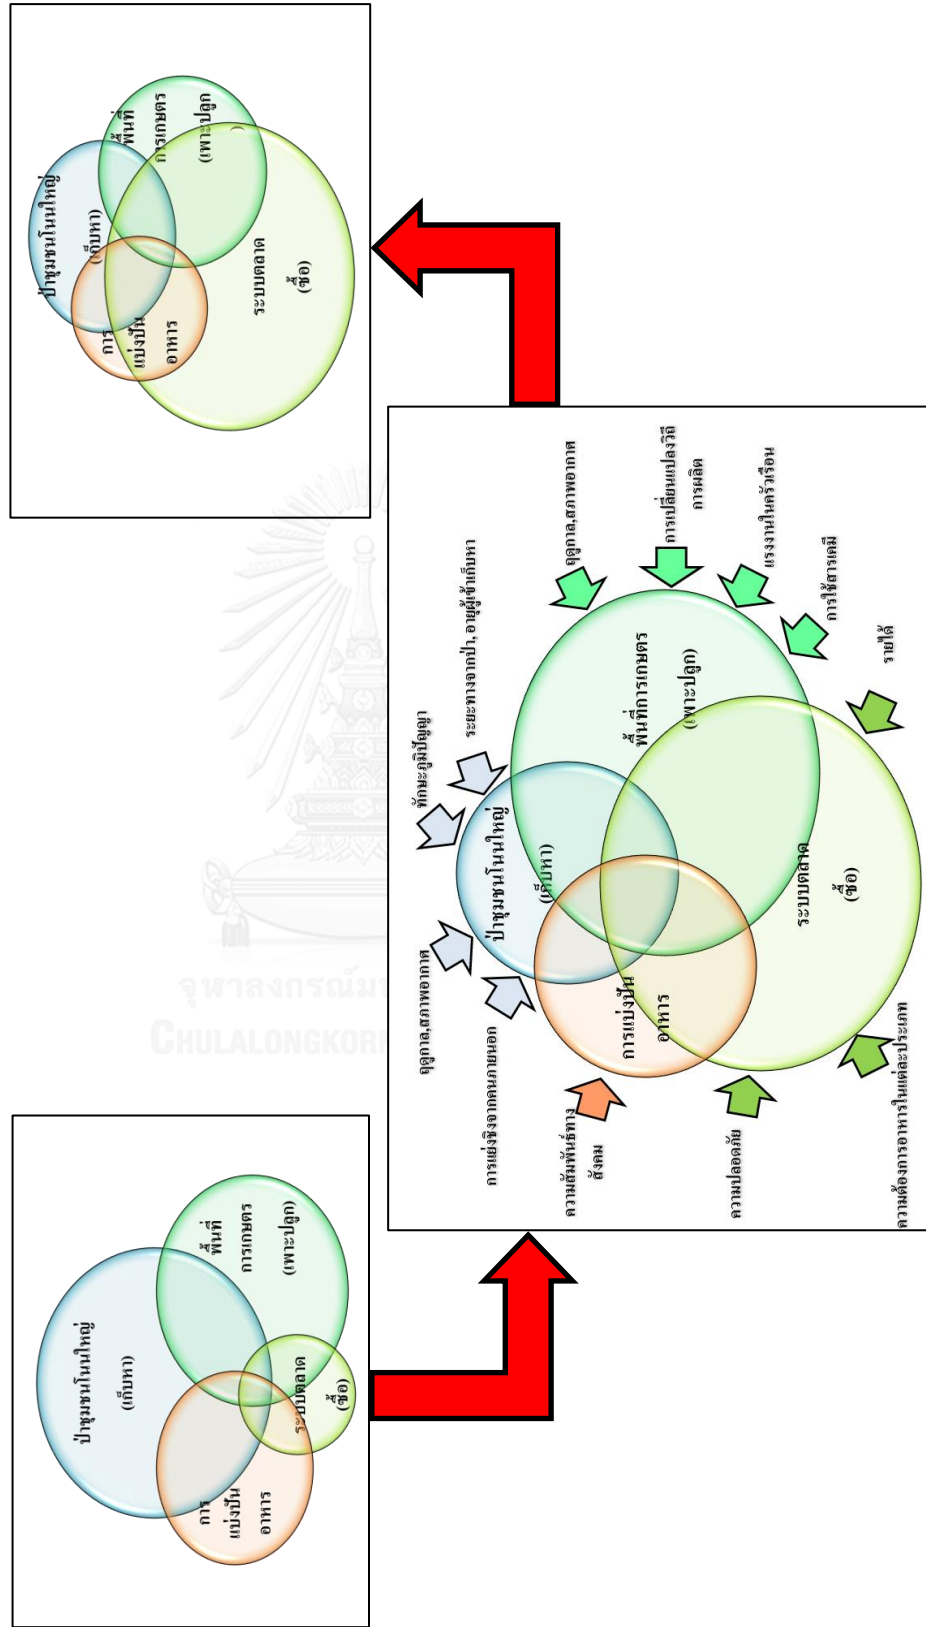 ป่าชุมชนโนนใหญ่
(เก็บหา)
พื้นที่
การเกษตร
(เพาะปลูก)
การ
แบ่งปัน
อาหาร
ระบบตลาด
(ซื้อ)
ฤดูกาล,สภาพอากาศ
ทักษะภูมิปัญญา
ระยะทางจากป่า, อายุผู้เข้าเก็บหา
การแย่งชิงจากคนภายนอก
ฤดูกาล,สภาพอากาศ
การเปลี่ยนแปลงวิถี
การผลิต
แรงงานในครัวเรือน
การใช้สารเคมี
รายได้
ความสัมพันธ์ทาง
สังคม
ความปลอดภัย
ความต้องการอาหารในแต่ละประเภท
ป่าชุมชนโนนใหญ่
(เก็บหา)
พื้นที่การเกษตร
(เพาะปลูก)
การแบ่งปัน
อาหาร
ระบบตลาด
(ซื้อ)
ป่าชุมชนโนนใหญ่
(เก็บหา)
พื้นที่
การเกษตร
(เพาะปลูก
)
การ
แบ่งปัน
อาหาร
ระบบตลาด
(ซื้อ)
จุฬาลงกรณ์ม
CHULALONGKOR